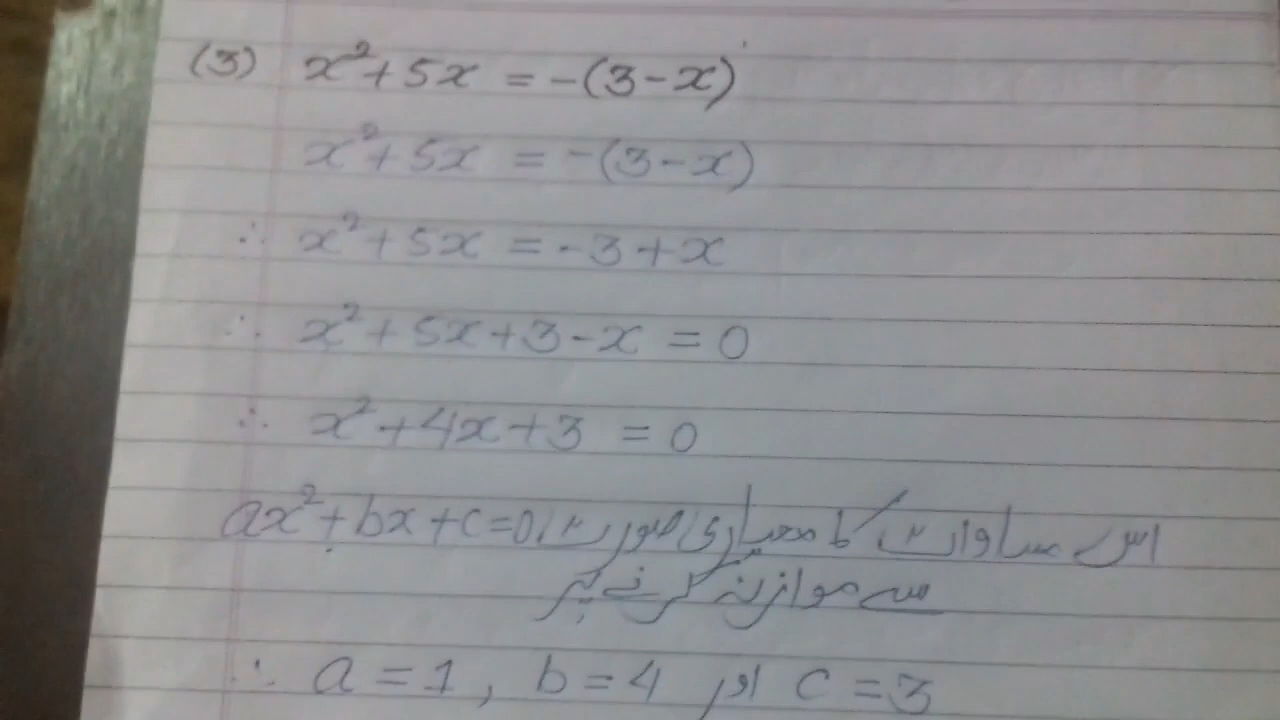 (3) x²+5x = -(3-x)
x²+5x = -(3-x)
∴ x²+5x = -3+x
∴ x²+5x+3-x = 0
∴ x²+4x+3 = 0
اس مساوات کا معیاری صورت ax²+bx+c=0
سے موازنہ کرنے پر
∴ a = 1, b = 4 اور c = 3